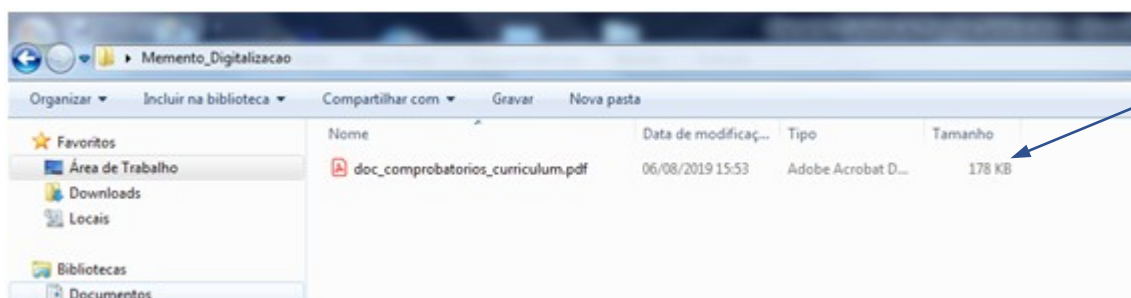 Memento_Digitalizacao
Organizar Incluir na biblioteca Compartilhar com Gravar Nova pasta
Favoritos
Área de Trabalho
Downloads
Locais
Bibliotecas
Documentos
Nome Data de modificaç... Tipo Tamanho
doc_comprobatorios_curriculum.pdf 06/08/2019 15:53 Adobe Acrobat D... 178 KB